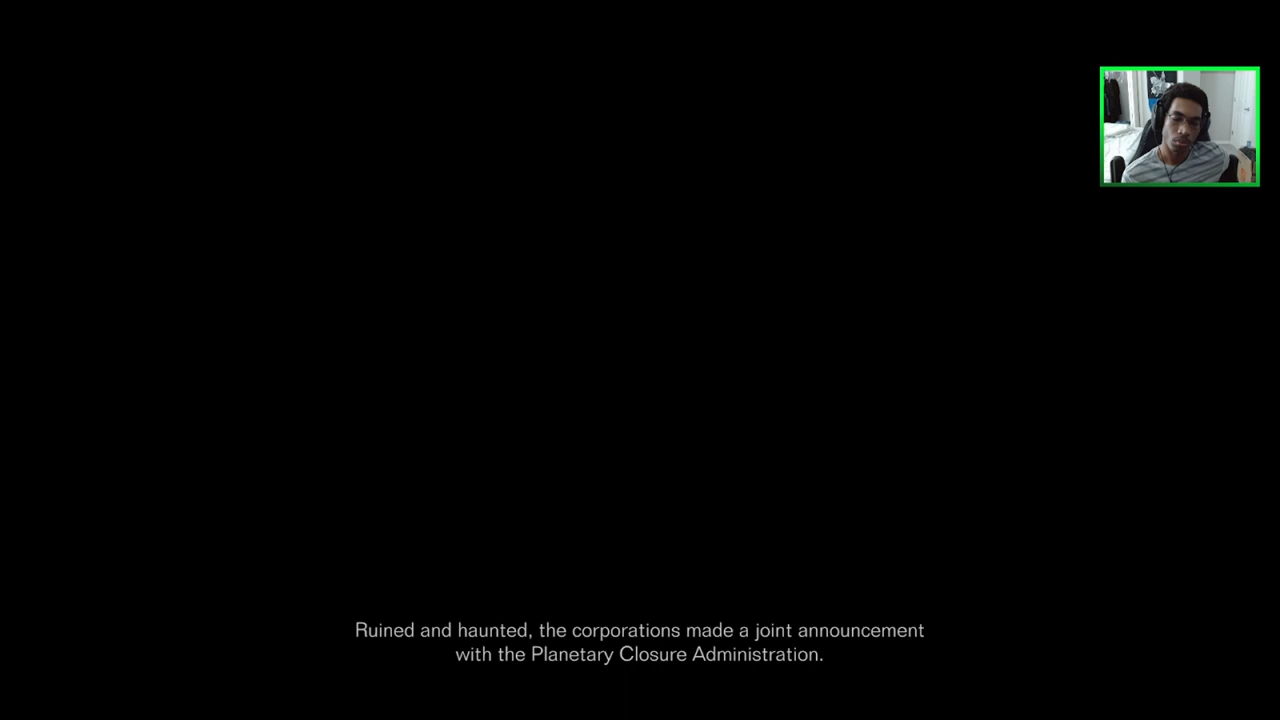 Ruined and haunted, the corporations made a joint announcement
with the Planetary Closure Administration.